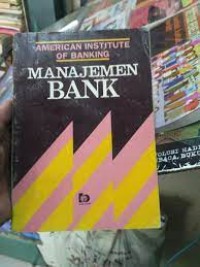 AMERICAN INSTITUTE
OF BANKING
MANAJEMEN
BANK